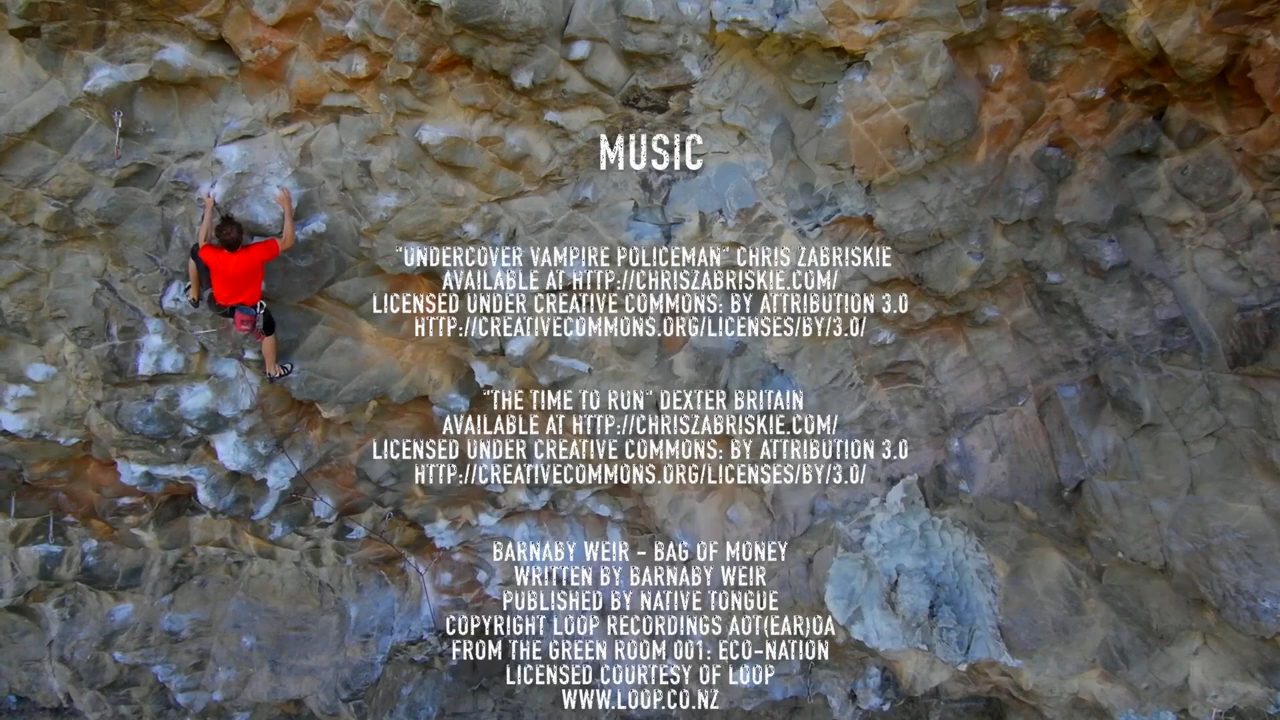 MUSIC
"UNDERCOVER VAMPIRE POLICEMAN" CHRIS ZABRISKIE
AVAILABLE AT HTTP://CHRISZABRISKIE.COM/
LICENSED UNDER CREATIVE COMMONS: BY ATTRIBUTION 3.0
HTTP://CREATIVECOMMONS.ORG/LICENSES/BY/3.0/
"THE TIME TO RUN" DEXTER BRITAIN
AVAILABLE AT HTTP://CHRISZABRISKIE.COM/
LICENSED UNDER CREATIVE COMMONS: BY ATTRIBUTION 3.0
HTTP://CREATIVECOMMONS.ORG/LICENSES/BY/3.0/
BARNABY WEIR - BAG OF MONEY
WRITTEN BY BARNABY WEIR
PUBLISHED BY NATIVE TONGUE
COPYRIGHT LOOP RECORDINGS AOT(EAR)OA
FROM THE GREEN ROOM 001: ECO-NATION
LICENSED COURTESY OF LOOP
WWW.LOOP.CO.NZ